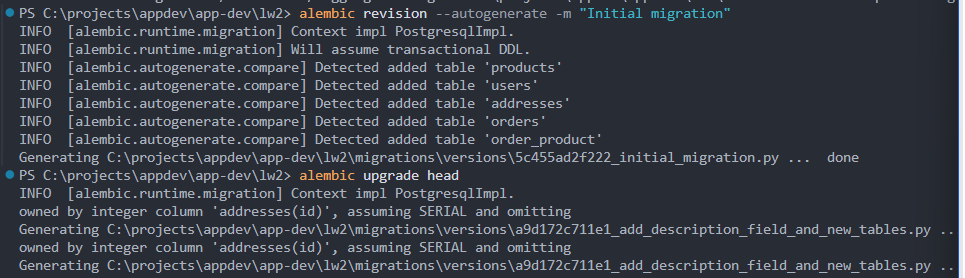 PS C:\projects\appdev\app-dev\lw2> alembic revision --autogenerate -m "Initial migration"
INFO  [alembic.runtime.migration] Context impl PostgresqlImpl.
INFO  [alembic.runtime.migration] Will assume transactional DDL.
INFO  [alembic.autogenerate.compare] Detected added table 'products'
INFO  [alembic.autogenerate.compare] Detected added table 'users'
INFO  [alembic.autogenerate.compare] Detected added table 'addresses'
INFO  [alembic.autogenerate.compare] Detected added table 'orders'
INFO  [alembic.autogenerate.compare] Detected added table 'order_product'
Generating C:\projects\appdev\app-dev\lw2\migrations\versions\5c455ad2f222_initial_migration.py ...  done
PS C:\projects\appdev\app-dev\lw2> alembic upgrade head
INFO  [alembic.runtime.migration] Context impl PostgresqlImpl.
owned by integer column 'addresses(id)', assuming SERIAL and omitting
Generating C:\projects\appdev\app-dev\lw2\migrations\versions\a9d172c711e1_add_description_field_and_new_tables.py ..
owned by integer column 'addresses(id)', assuming SERIAL and omitting
Generating C:\projects\appdev\app-dev\lw2\migrations\versions\a9d172c711e1_add_description_field_and_new_tables.py ..